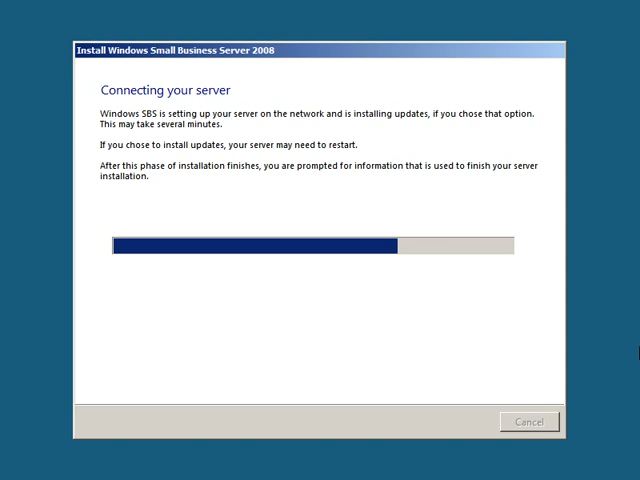 Install Windows Small Business Server 2008
Connecting your server
Windows SBS is setting up your server on the network and is installing updates, if you chose that option.
This may take several minutes.
If you chose to install updates, your server may need to restart.
After this phase of installation finishes, you are prompted for information that is used to finish your server
installation.
Cancel